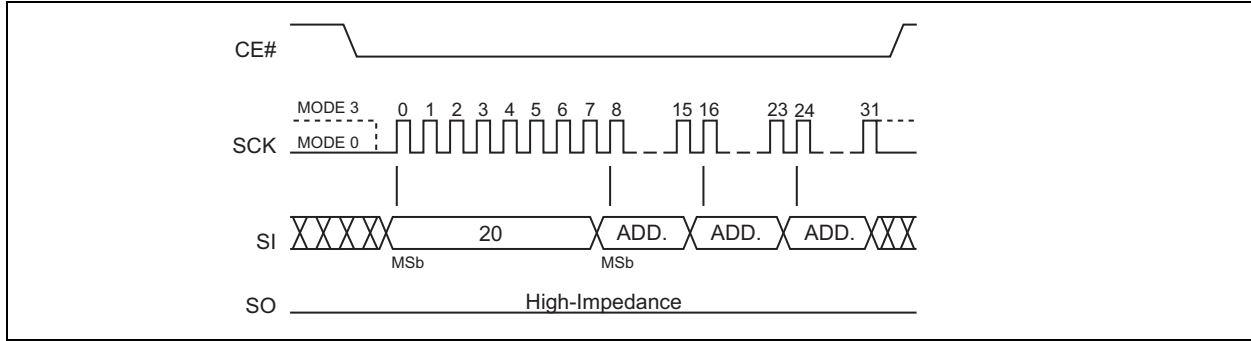 CE#
MODE 3
0 1 2 3 4 5 6 7 8 15 16 23 24 31
SCK
MODE 0
SI
20
ADD.
ADD.
ADD.
MSb
MSb
SO
High-Impedance